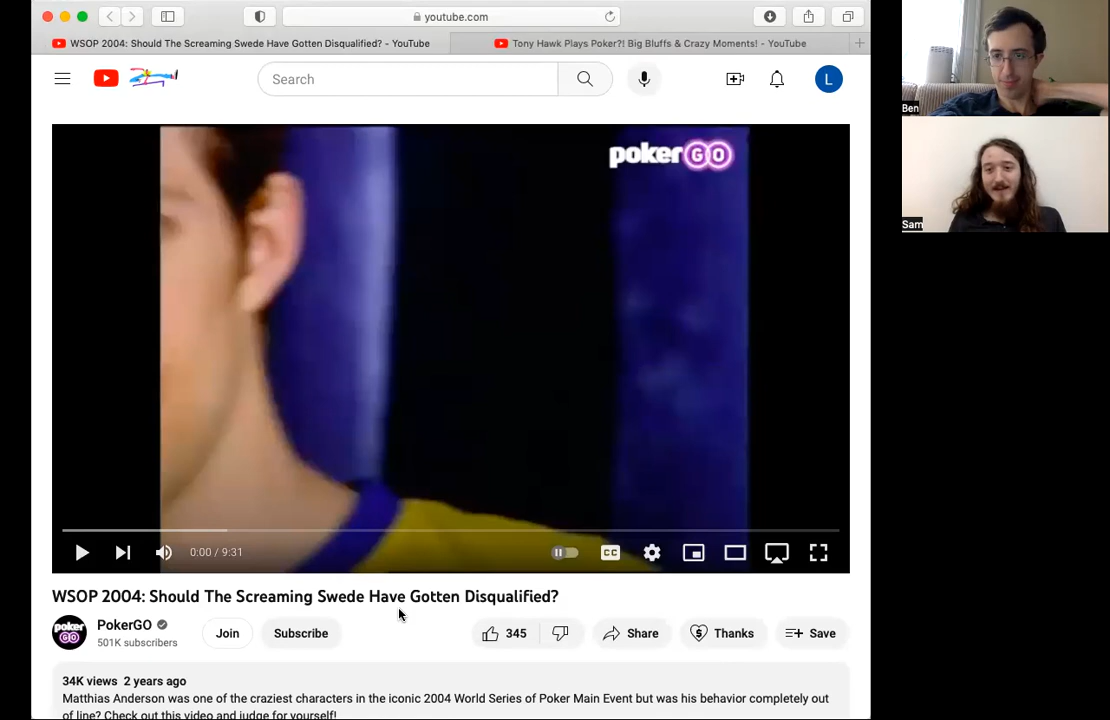 youtube.com
WSOP 2004: Should The Screaming Swede Have Gotten Disqualified? - YouTube
Tony Hawk Plays Poker?! Big Bluffs & Crazy Moments! - YouTube
Search
L
pokerGO
0:00 / 9:31
CC
WSOP 2004: Should The Screaming Swede Have Gotten Disqualified?
poker GO
PokerGO
501K subscribers
Join
Subscribe
345
Share
Thanks
Save
34K views 2 years ago
Matthias Anderson was one of the craziest characters in the iconic 2004 World Series of Poker Main Event but was his behavior completely out
of line? Check out this video and judge for yourself!
Ben
Sam